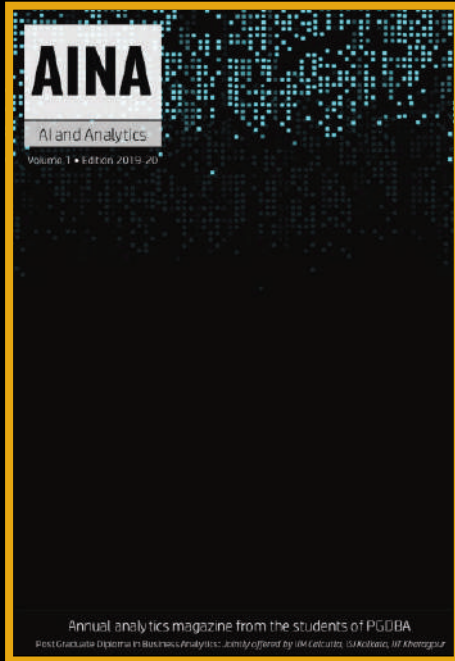 AINA
AI and Analytics
Volume 1 • Edition 2019-20
Annual analytics magazine from the students of PGDBA
Post Graduate Diploma in Business Analytics: Jointly offered by IIM Calcutta, ISI Kolkata, IIT Kharagpur